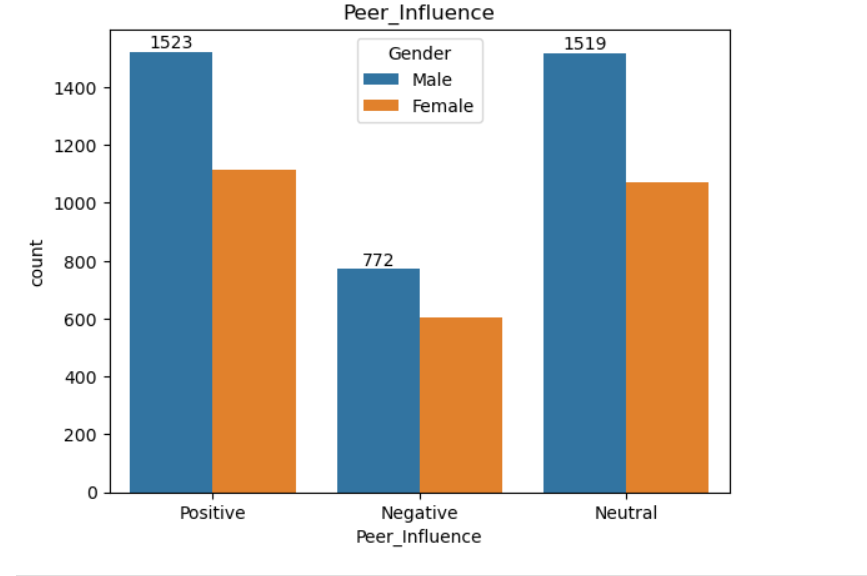 Peer_Influence
1523
1519
Gender
Male
Female
772
1400
1200
1000
800
600
400
200
0
count
Positive
Negative
Neutral
Peer_Influence